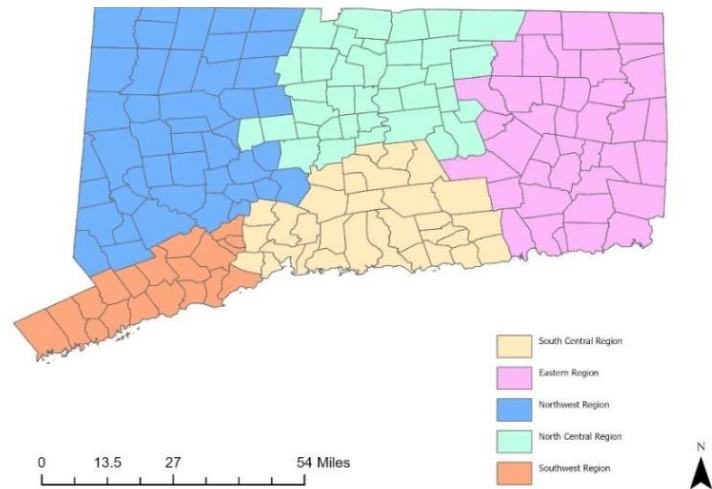 South Central Region
Eastern Region
Northwest Region
North Central Region
Southwest Region
0 13.5 27 54 Miles
N